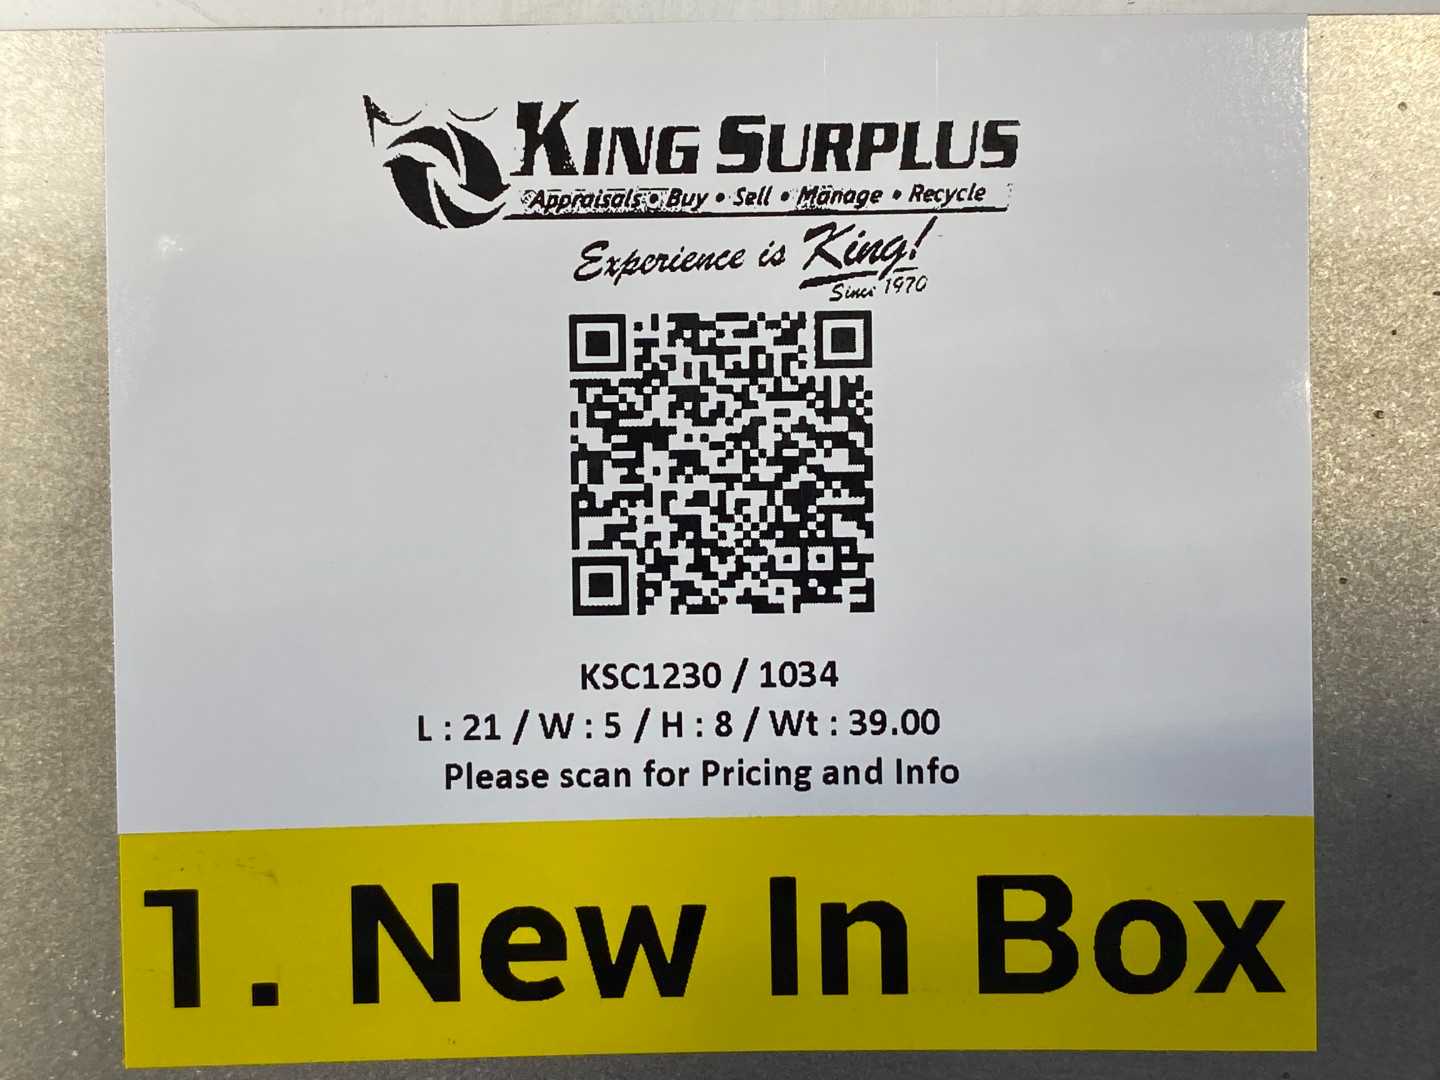 KING SURPLUS
Appraisals • Buy • Sell • Manage • Recycle
Experience is King!
Since 1970
KSC1230 / 1034
L : 21 / W : 5 / H : 8 / Wt : 39.00
Please scan for Pricing and Info
1. New In Box